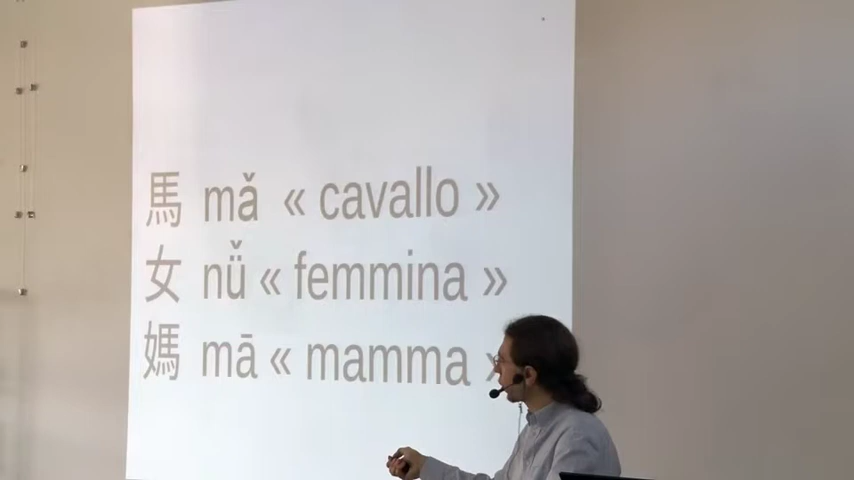 馬 mǎ « cavallo »
女 nǚ « femmina »
媽 mā « mamma »